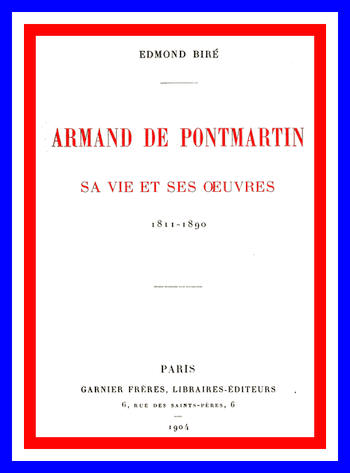 EDMOND BIRÉ
ARMAND DE PONTMARTIN
SA VIE ET SES ŒUVRES
1811-1890
PARIS
GARNIER FRÈRES, LIBRAIRES-ÉDITEURS
6, RUE DES SAINTS-PÈRES, 6
1904